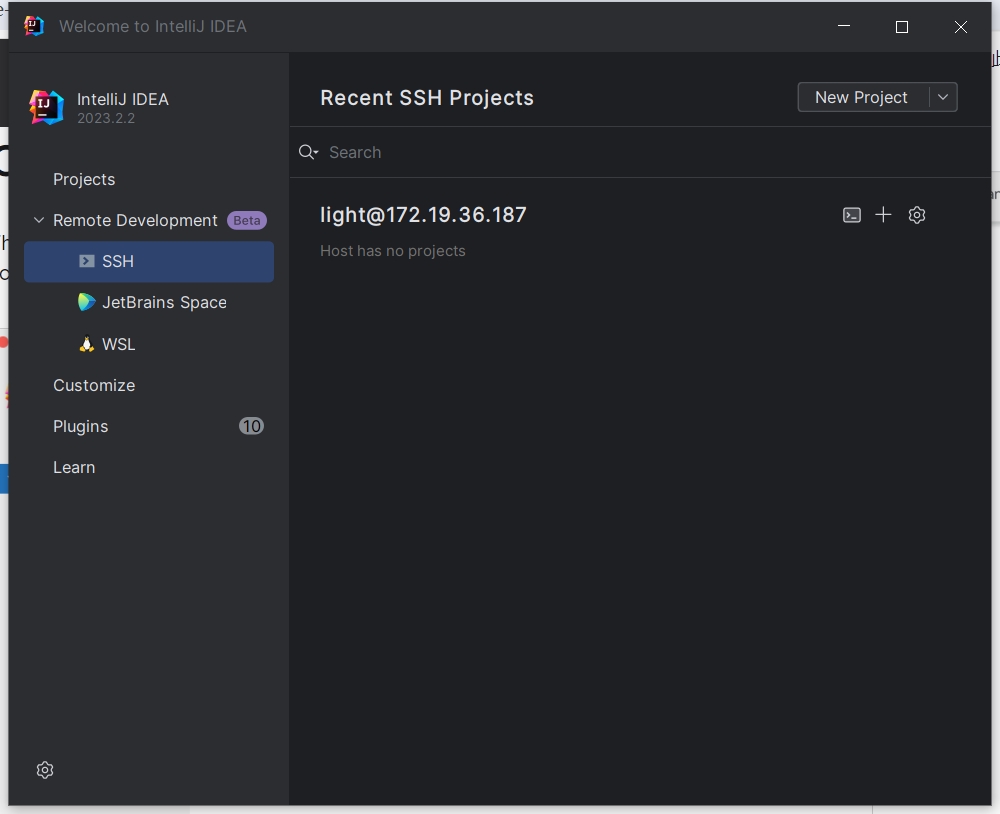 Welcome to IntelliJ IDEA
IntelliJ IDEA
2023.2.2
Projects
Remote Development Beta
SSH
JetBrains Space
WSL
Customize
Plugins 10
Learn
Recent SSH Projects
New Project
Search
light@172.19.36.187
Host has no projects